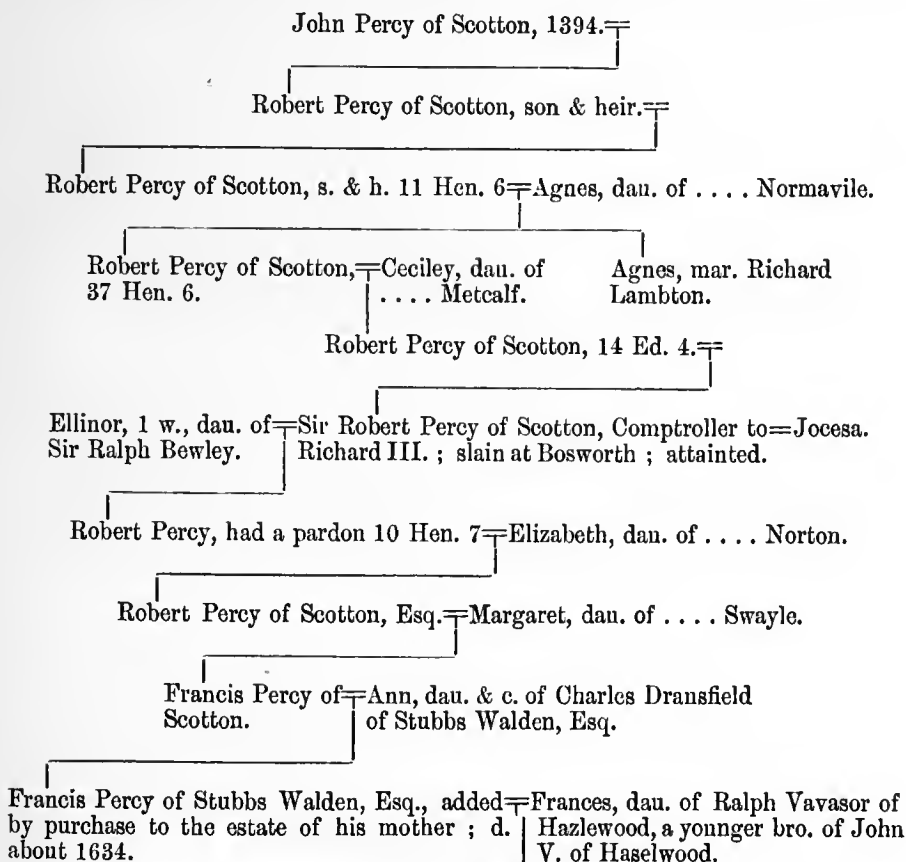 John Percy of Scotton, 1394.
Robert Percy of Scotton, son & heir.
Robert Percy of Scotton, s. & h. 11 Hen. 6=Agnes, dau. of .... Normavile.
Robert Percy of Scotton,=Ceciley, dau. of
37 Hen. 6. .... Metcalf.
Agnes, mar. Richard
Lambton.
Robert Percy of Scotton, 14 Ed. 4.
Ellinor, 1 w., dau. of=Sir Robert Percy of Scotton, Comptroller to=Jocesa.
Sir Ralph Bewley. Richard III. ; slain at Bosworth ; attainted.
Robert Percy, had a pardon 10 Hen. 7=Elizabeth, dau. of .... Norton.
Robert Percy of Scotton, Esq.=Margaret, dau. of .... Swayle.
Francis Percy of=Ann, dau. & c. of Charles Dransfield
Scotton. of Stubbs Walden, Esq.
Francis Percy of Stubbs Walden, Esq., added=Frances, dau. of Ralph Vavasor of
by purchase to the estate of his mother ; d. Hazlewood, a younger bro. of John
about 1634. V. of Haselwood.